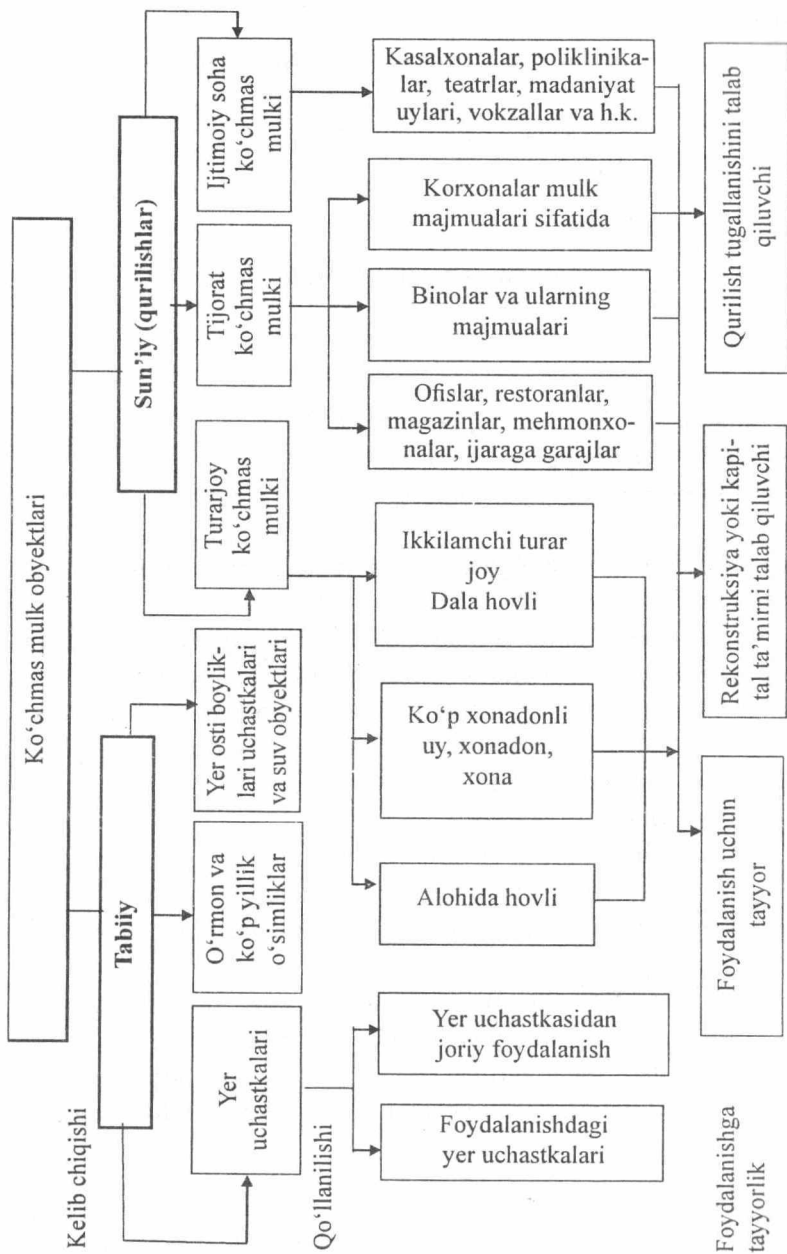 Ko‘chmas mulk obyektlari
Kelib chiqishi
Tabiiy
Sun’iy (qurilishlar)
Yer
uchastkalari
O‘rmon va
ko‘p yillik
o‘simliklar
Yer osti boylik-
lari uchastkalari
va suv obyektlari
Turarjoy
ko‘chmas
mulki
Tijorat
ko‘chmas
mulki
Ijtimoiy soha
ko‘chmas
mulki
Qo‘llanilishi
Foydalanishdagi
yer uchastkalari
Yer uchastkasidan
joriy foydalanish
Alohida hovli
Ko‘p xonadonli
uy, xonadon,
xona
Ikkilamchi turar
joy
Dala hovli
Ofislar, restoranlar,
magazinlar, mehmonxo-
nalar, ijaraga garajlar
Binolar va ularning
majmualari
Korxonalar mulk
majmualari sifatida
Kasalxonalar, poliklinika-
lar, teatrlar, madaniyat
uylari, vokzallar va h.k.
Foydalanishga
tayyorlik
Foydalanish uchun
tayyor
Rekonstruksiya yoki kapi-
tal ta’mirni talab qiluvchi
Qurilish tugallanishini talab
qiluvchi